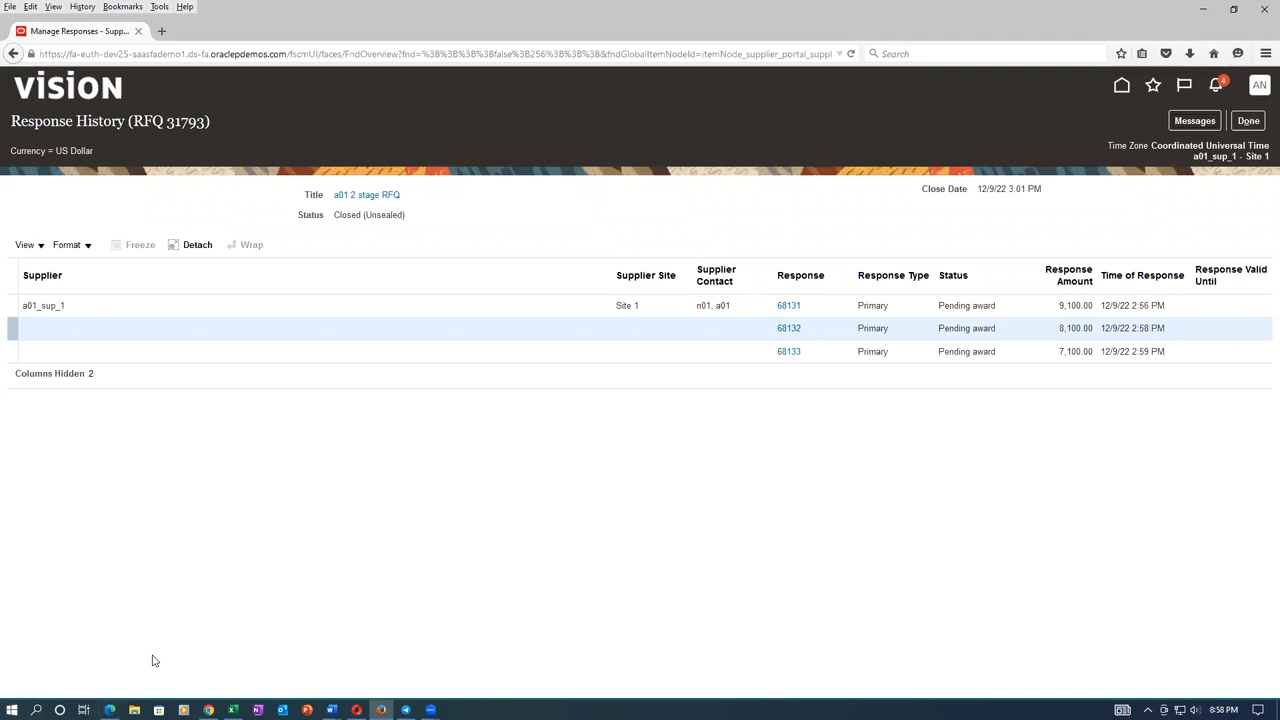 File Edit View History Bookmarks Tools Help
Manage Responses - Supp...
https://fa-euth-dev25-saasfademo1.ds-fa.oraclepdemos.com/fscmUI/faces/FndOverview?fnd=%3B%3B%3B%3Bfalse%3B256%3B%3B%3B&fndGlobalItemNodeId=itemNode_supplier_portal_suppl
Search
vision
4
AN
Response History (RFQ 31793)
Messages Done
Currency = US Dollar
Time Zone Coordinated Universal Time
a01_sup_1 - Site 1
Title a01 2 stage RFQ
Close Date 12/9/22 3:01 PM
Status Closed (Unsealed)
View Format Freeze Detach Wrap
Supplier Supplier Site Supplier Contact Response Response Type Status Response Amount Time of Response Response Valid Until
a01_sup_1 Site 1 n01, a01 68131 Primary Pending award 9,100.00 12/9/22 2:56 PM
68132 Primary Pending award 8,100.00 12/9/22 2:58 PM
68133 Primary Pending award 7,100.00 12/9/22 2:59 PM
Columns Hidden 2
8:58 PM